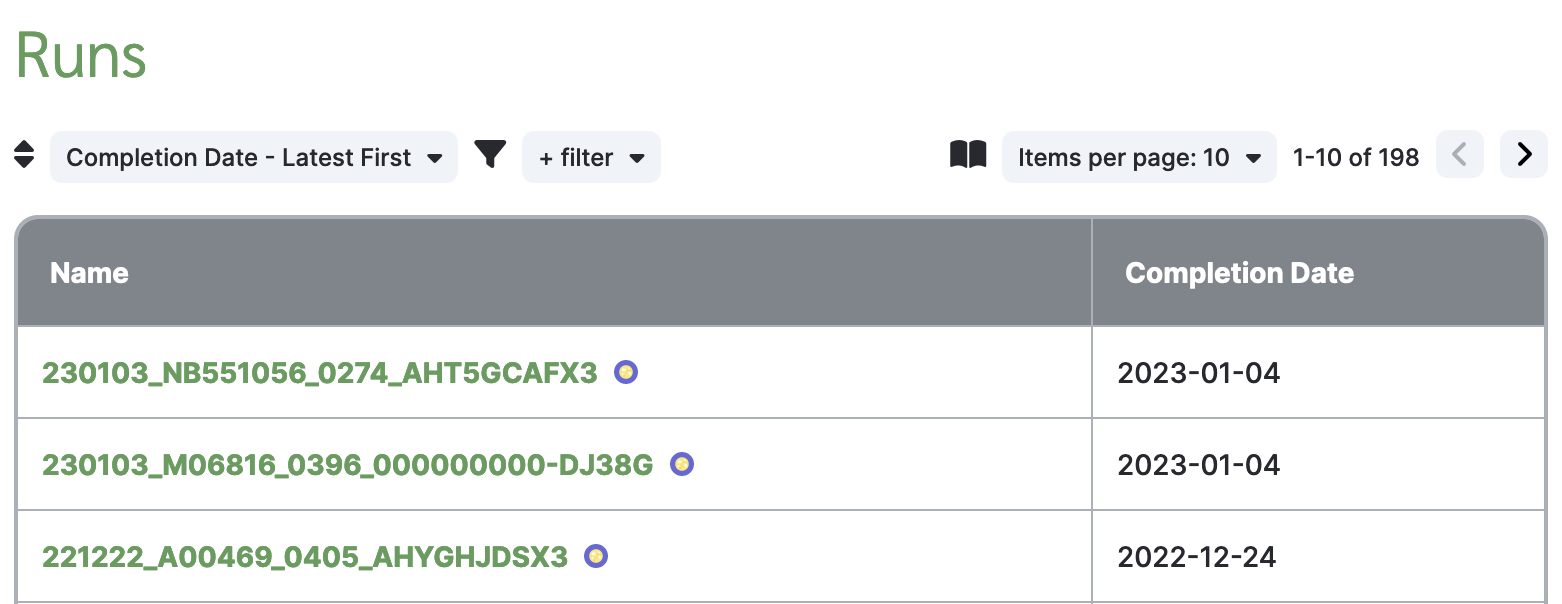 Runs
Completion Date - Latest First + filter Items per page: 10 1-10 of 198
Name Completion Date
230103_NB551056_0274_AHT5GCAFX3 2023-01-04
230103_M06816_0396_000000000-DJ38G 2023-01-04
221222_A00469_0405_AHYGHJDSX3 2022-12-24